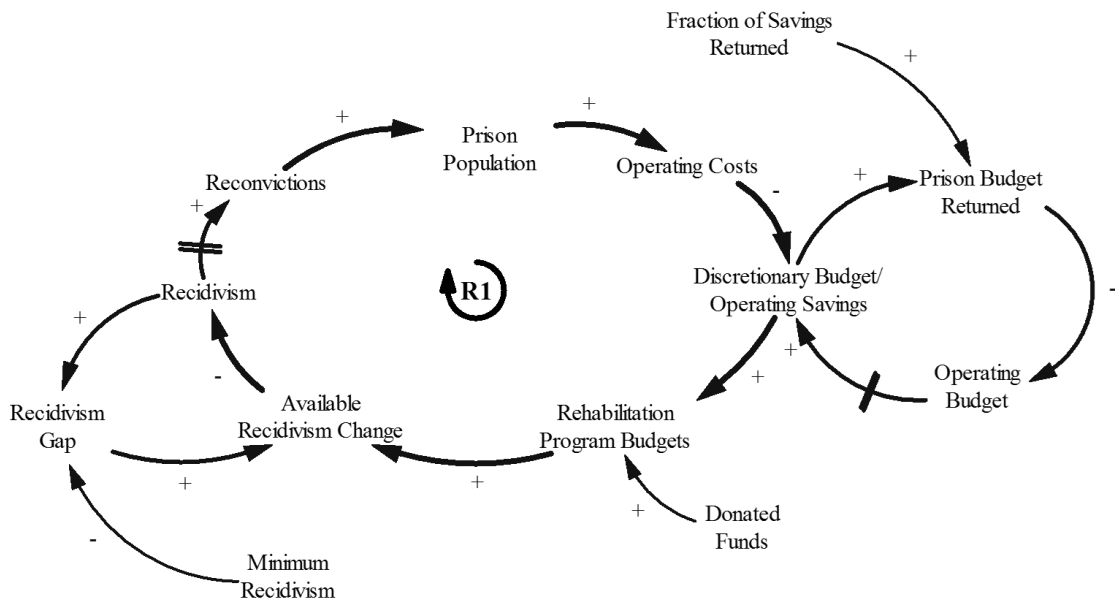 Fraction of Savings
Returned
+
+
+
Prison
Population
Operating Costs
Reconvictions
-
+
Prison Budget
Returned
+
Discretionary Budget/
Operating Savings
Recidivism
R1
-
+
+
+
-
Operating
Budget
Recidivism
Gap
Available
Recidivism Change
Rehabilitation
Program Budgets
+
+
+
Donated
Funds
-
Minimum
Recidivism